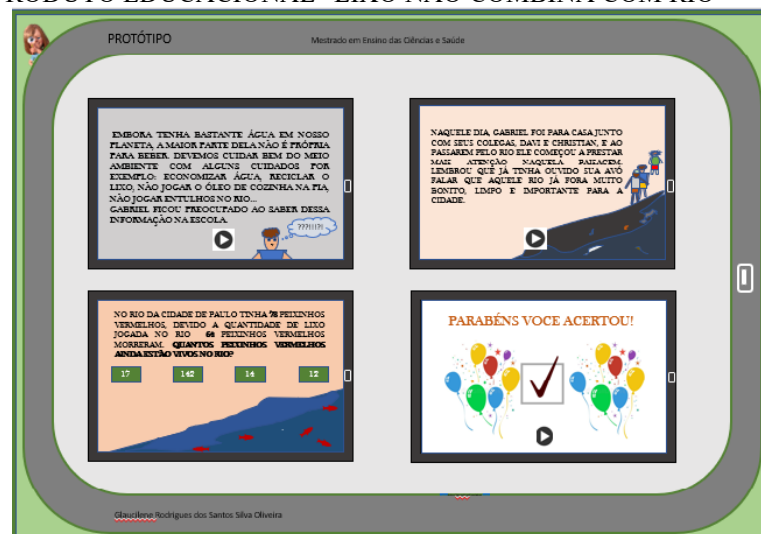 RODUTO EDUCACIONAL "LIXO NÃO COMBINA COM RIO"
PROTÓTIPO
Mestrado em Ensino das Ciências e Saúde
EMBORA TENHA BASTANTE ÁGUA EM NOSSO
PLANETA, A MAIOR PARTE DELA NÃO É PRÓPRIA
PARA BEBER. DEVEMOS CUIDAR BEM DO MEIO
AMBIENTE COM ALGUNS CUIDADOS POR
EXEMPLO: ECONOMIZAR ÁGUA, RECICLAR O
LIXO, NÃO JOGAR O ÓLEO DE COZINHA NA PIA,
NÃO JOGAR ENTULHOS NO RIO...
GABRIEL FICOU PREOCUPADO AO SABER DESSA
INFORMAÇÃO NA ESCOLA.
???!!!?!
NAQUELE DIA, GABRIEL FOI PARA CASA JUNTO
COM SEUS COLEGAS, DAVI E CHRISTIAN, E AO
PASSAREM PELO RIO ELE COMEÇOU A PRESTAR
MAIS ATENÇÃO NAQUELA PAISAGEM.
LEMBROU QUE JÁ TINHA OUVIDO SUA AVÓ
FALAR QUE AQUELE RIO JÁ FORA MUITO
BONITO, LIMPO E IMPORTANTE PARA A
CIDADE.
NO RIO DA CIDADE DE PAULO TINHA 78 PEIXINHOS
VERMELHOS, DEVIDO A QUANTIDADE DE LIXO
JOGADA NO RIO 64 PEIXINHOS VERMELHOS
MORRERAM. QUANTOS PEIXINHOS VERMELHOS
AINDA ESTÃO VIVOS NO RIO?
17 142 14 12
PARABÉNS VOCE ACERTOU!
Glaucilene Rodrigues dos Santos Silva Oliveira